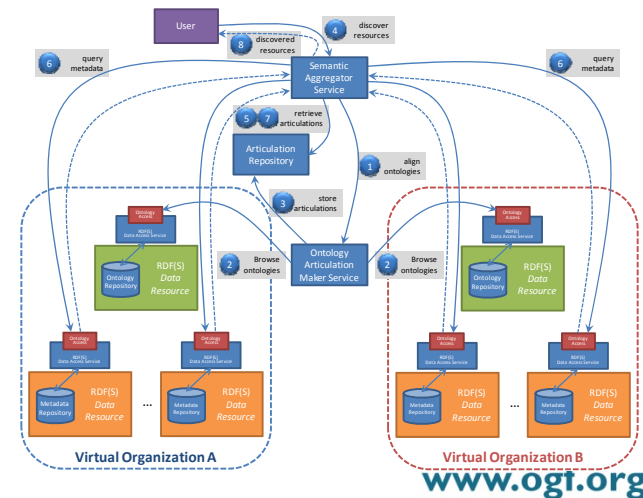 User
4
discover
resources
8
discovered
resources
6
query
metadata
Semantic
Aggregator
Service
6
query
metadata
5
7
retrieve
articulations
Articulation
Repository
1
align
ontologies
3
store
articulations
Ontology
Access
RDF(S)
Data Access Service
Ontology
Repository
RDF(S)
Data
Resource
2
Browse
ontologies
Ontology
Articulation
Maker Service
2
Browse
ontologies
Ontology
Access
RDF(S)
Data Access Service
Ontology
Repository
RDF(S)
Data
Resource
Ontology
Access
RDF(S)
Data Access Service
Metadata
Repository
RDF(S)
Data
Resource
...
Ontology
Access
RDF(S)
Data Access Service
Metadata
Repository
RDF(S)
Data
Resource
Ontology
Access
RDF(S)
Data Access Service
Metadata
Repository
RDF(S)
Data
Resource
...
Ontology
Access
RDF(S)
Data Access Service
Metadata
Repository
RDF(S)
Data
Resource
Virtual Organization A
Virtual Organization B
www.ogf.org